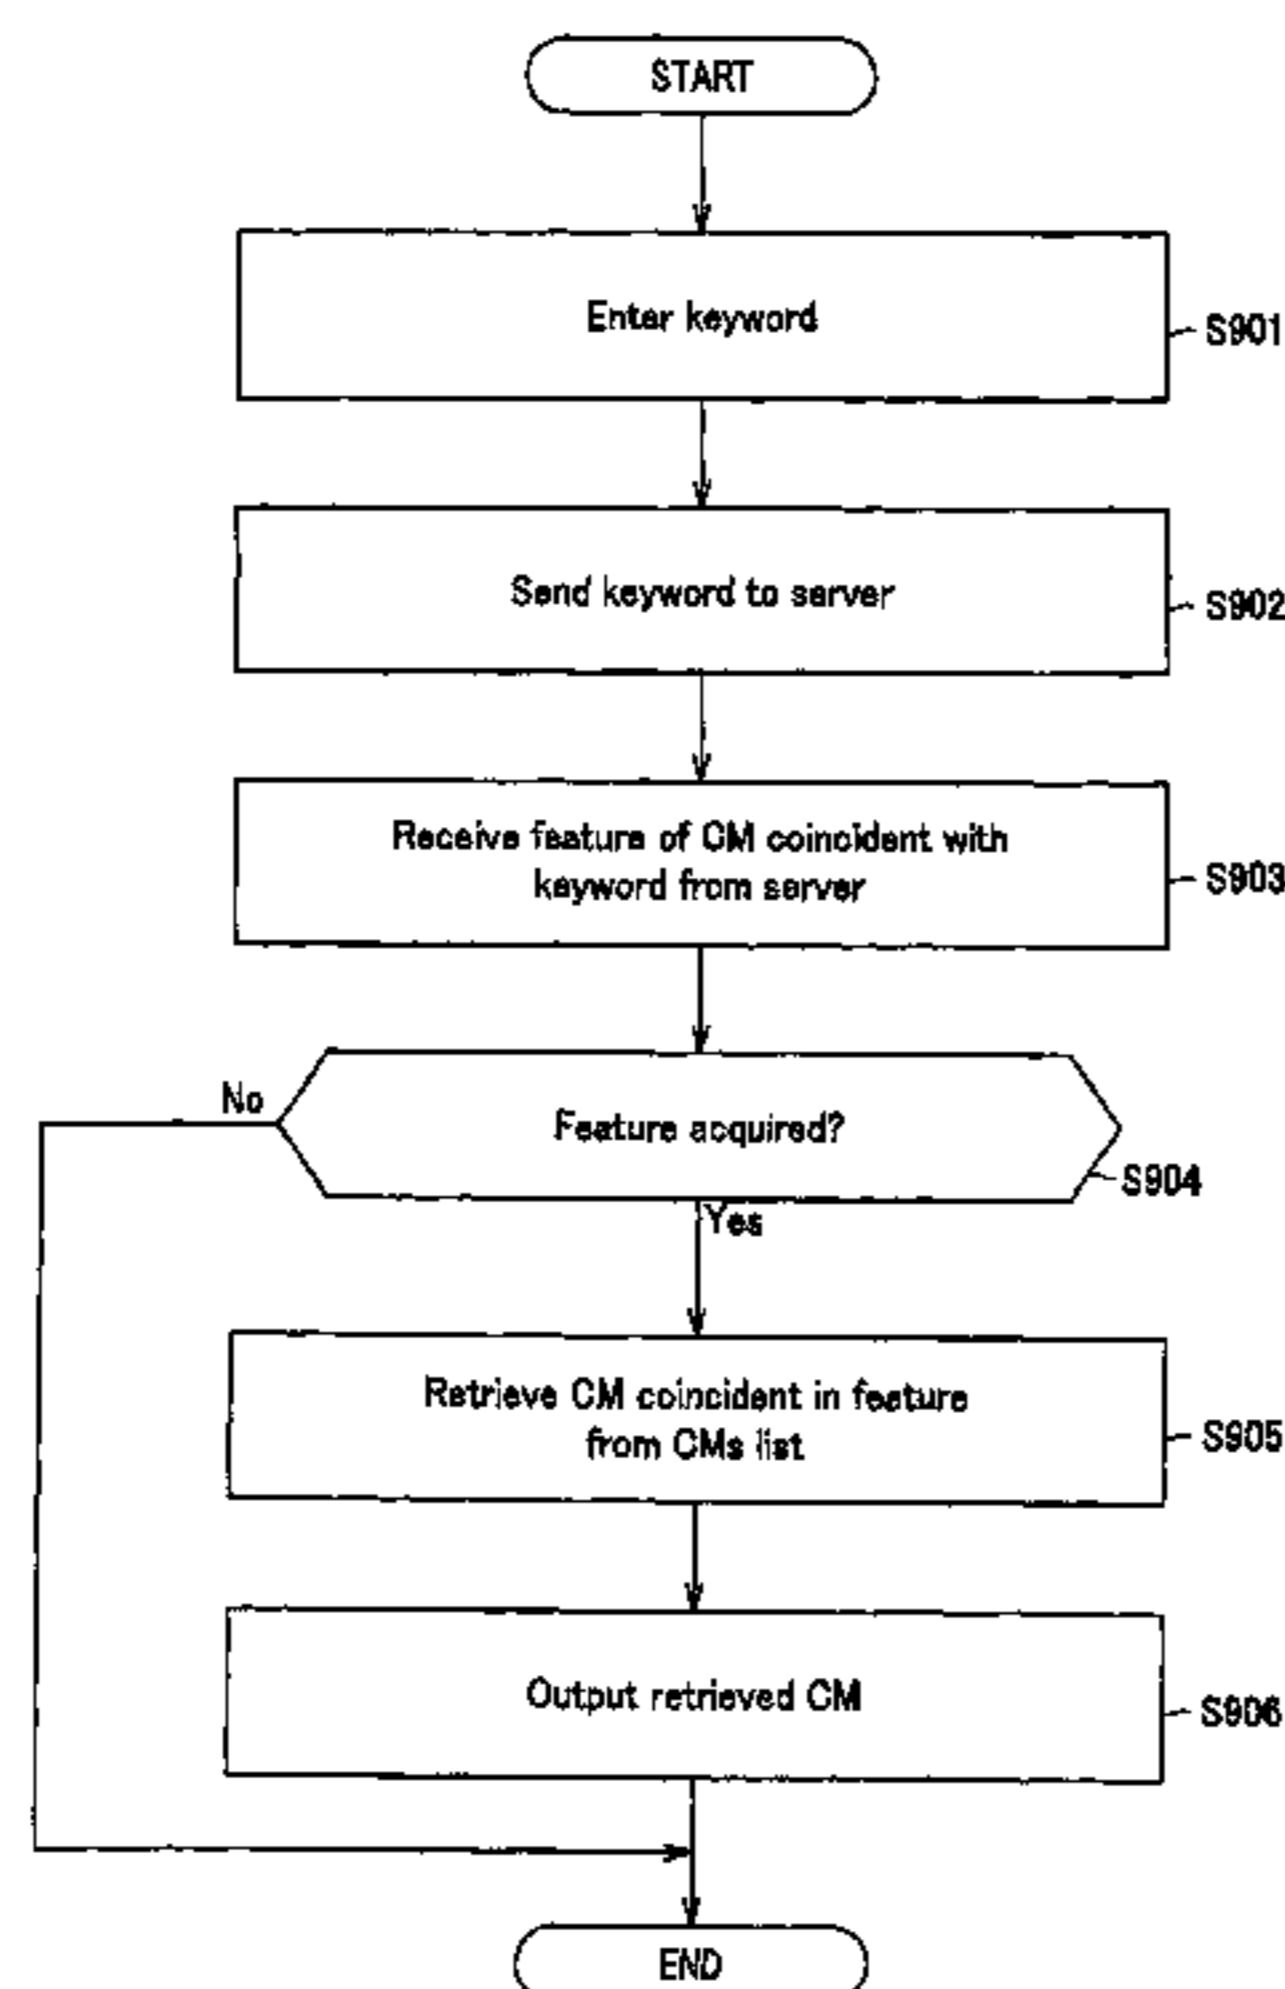 START
Enter keyword
S901
Send keyword to server
S902
Receive feature of CM coincident with
keyword from server
S903
No
Feature acquired?
S904
Yes
Retrieve CM coincident in feature
from CMs list
S905
Output retrieved CM
S906
END